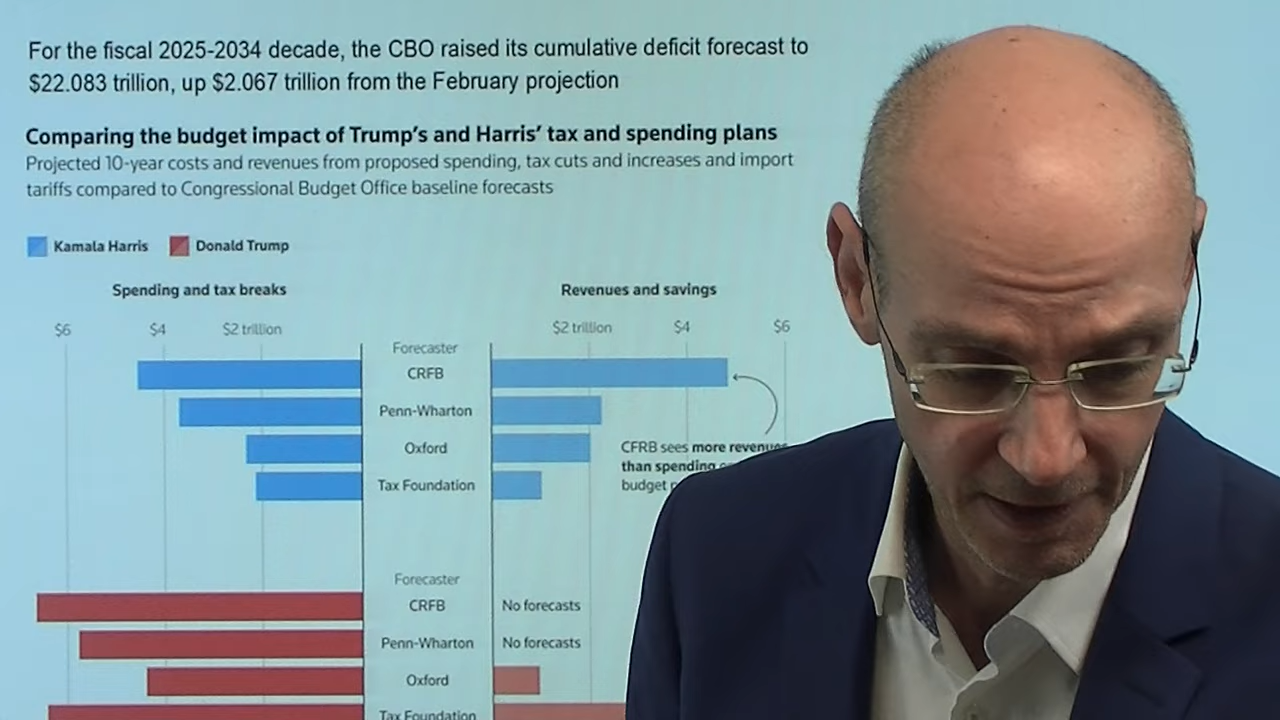 For the fiscal 2025-2034 decade, the CBO raised its cumulative deficit forecast to
$22.083 trillion, up $2.067 trillion from the February projection
Comparing the budget impact of Trump's and Harris' tax and spending plans
Projected 10-year costs and revenues from proposed spending, tax cuts and increases and import
tariffs compared to Congressional Budget Office baseline forecasts
Kamala Harris Donald Trump
Spending and tax breaks Revenues and savings
$6 $4 $2 trillion $2 trillion $4 $6
Forecaster
CRFB
Penn-Wharton
Oxford
CFRB sees more revenues
than spending
Tax Foundation
budget
Forecaster
CRFB No forecasts
Penn-Wharton No forecasts
Oxford
Tax Foundation